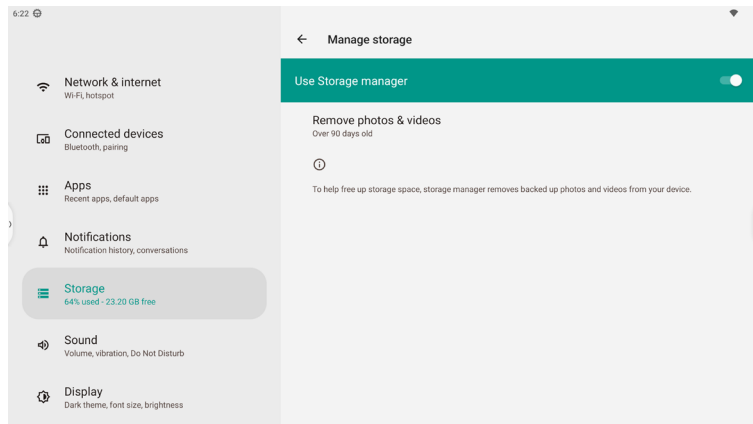 6:22
Manage storage
Network & internet
Wi-Fi, hotspot
Connected devices
Bluetooth, pairing
Apps
Recent apps, default apps
Notifications
Notification history, conversations
Storage
64% used - 23.20 GB free
Sound
Volume, vibration, Do Not Disturb
Display
Dark theme, font size, brightness
Use Storage manager
Remove photos & videos
Over 90 days old
To help free up storage space, storage manager removes backed up photos and videos from your device.